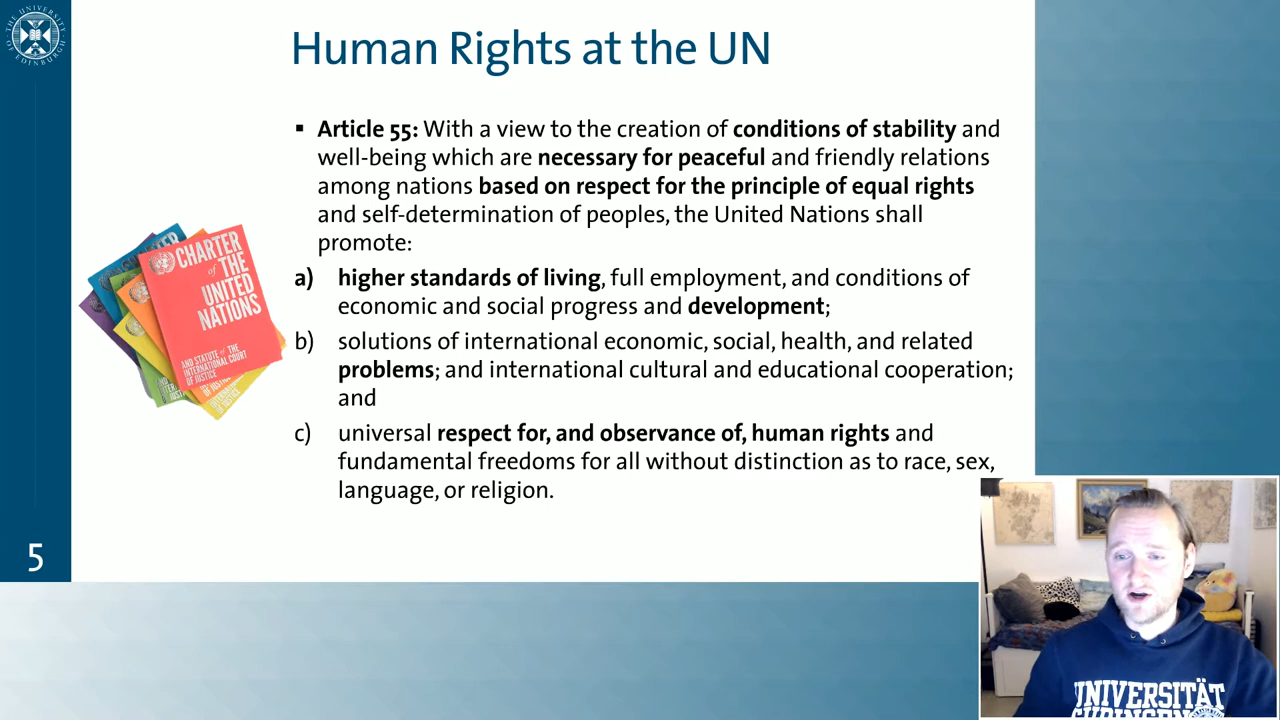 THE UNIVERSITY OF EDINBURGH
Human Rights at the UN
▪ Article 55: With a view to the creation of conditions of stability and
well-being which are necessary for peaceful and friendly relations
among nations based on respect for the principle of equal rights
and self-determination of peoples, the United Nations shall
promote:
a) higher standards of living, full employment, and conditions of
economic and social progress and development;
b) solutions of international economic, social, health, and related
problems; and international cultural and educational cooperation;
and
c) universal respect for, and observance of, human rights and
fundamental freedoms for all without distinction as to race, sex,
language, or religion.
CHARTER
of THE
UNITED
NATIONS
AND STATUTE of THE
INTERNATIONAL COURT
OF JUSTICE
5
UNIVERSITÄT